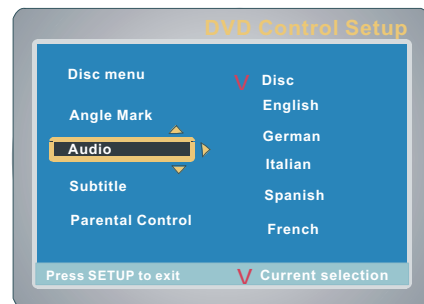 DVD Control Setup
Disc menu
Angle Mark
Audio
Subtitle
Parental Control
V Disc
English
German
Italian
Spanish
French
Press SETUP to exit
V Current selection